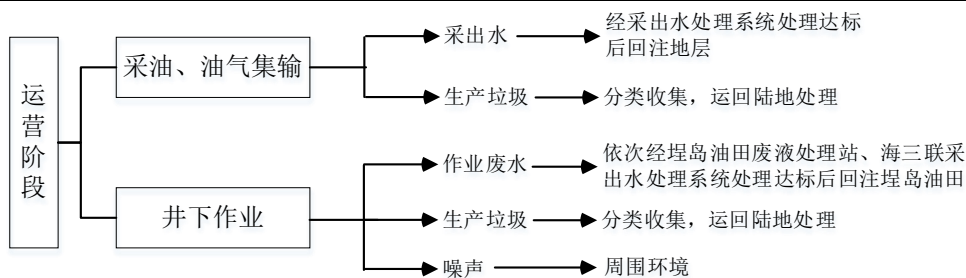 运
营
阶
段
采油、油气集输
采出水
经采出水处理系统处理达标
后回注地层
生产垃圾
分类收集，运回陆地处理
井下作业
作业废水
依次经埕岛油田废液处理站、海三联采
出水处理系统处理达标后回注埕岛油田
生产垃圾
分类收集，运回陆地处理
噪声
周围环境